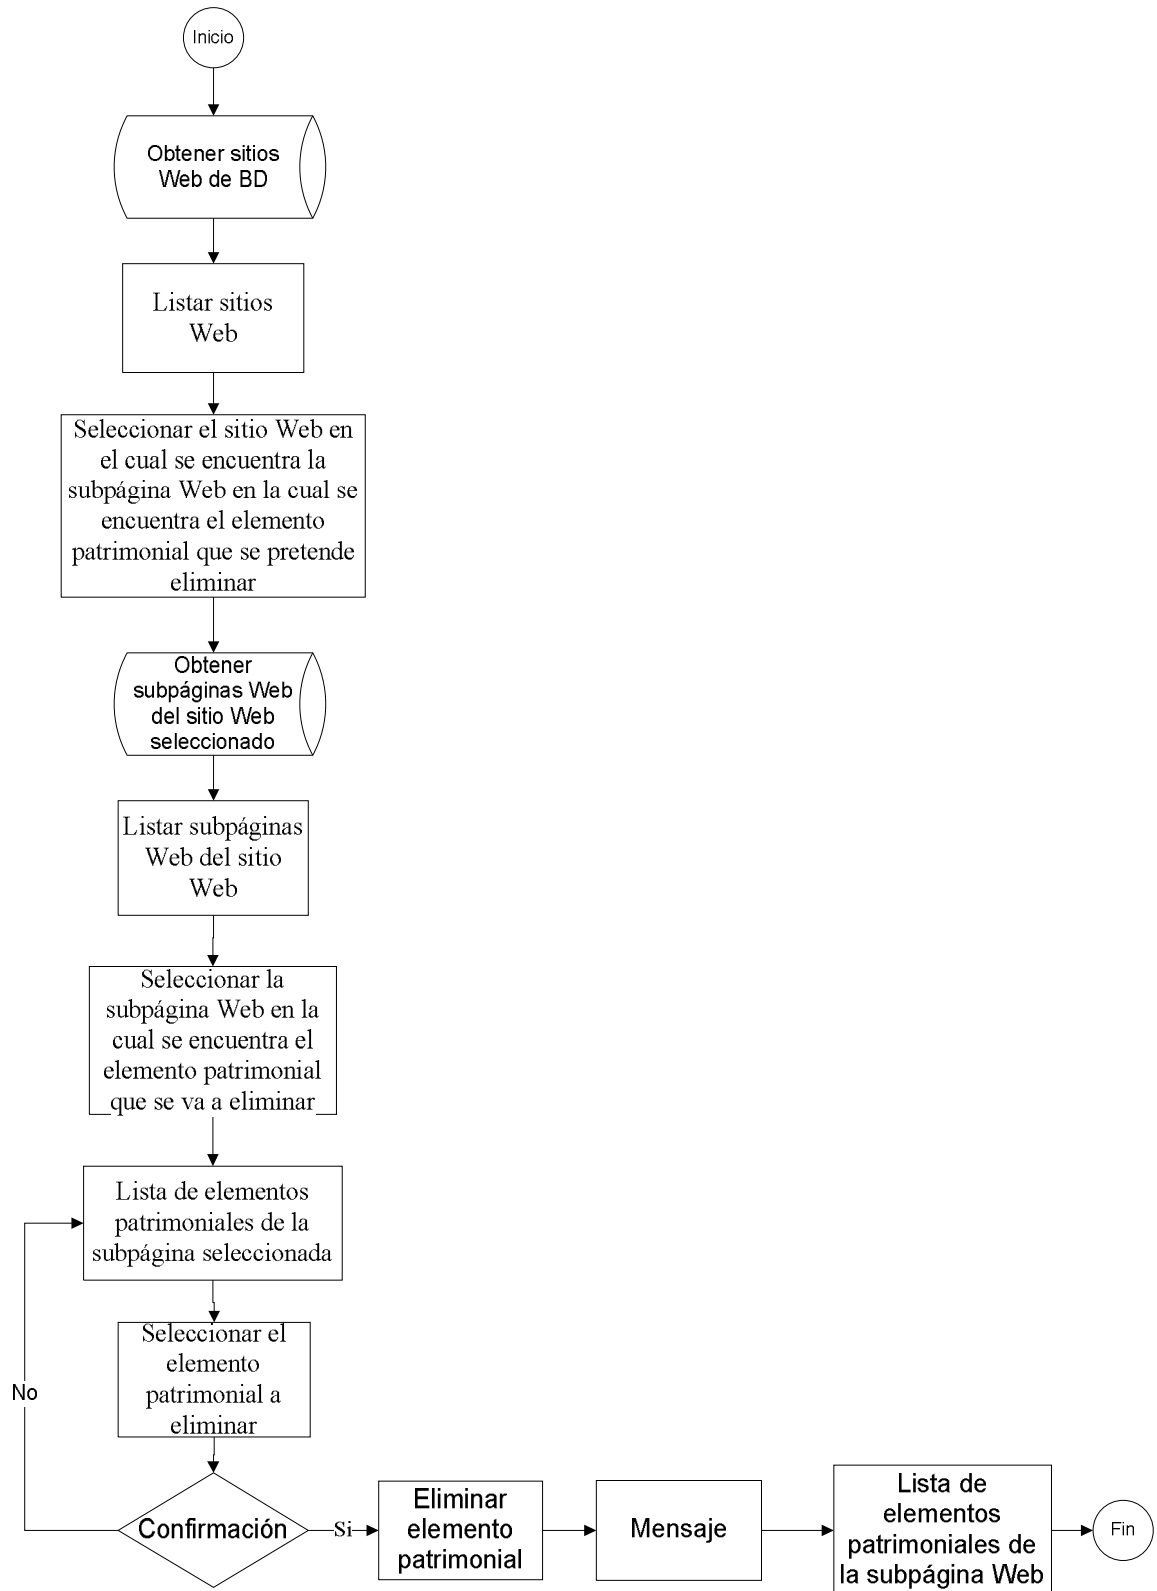 Inicio
Obtener sitios
Web de BD
Listar sitios
Web
Seleccionar el sitio Web en
el cual se encuentra la
subpágina Web en la cual se
encuentra el elemento
patrimonial que se pretende
eliminar
Obtener
subpáginas Web
del sitio Web
seleccionado
Listar subpáginas
Web del sitio
Web
Seleccionar la
subpágina Web en la
cual se encuentra el
elemento patrimonial
que se va a eliminar
Lista de elementos
patrimoniales de la
subpágina seleccionada
Seleccionar el
elemento
patrimonial a
eliminar
No
Confirmación
Si
Eliminar
elemento
patrimonial
Mensaje
Lista de
elementos
patrimoniales de
la subpágina Web
Fin